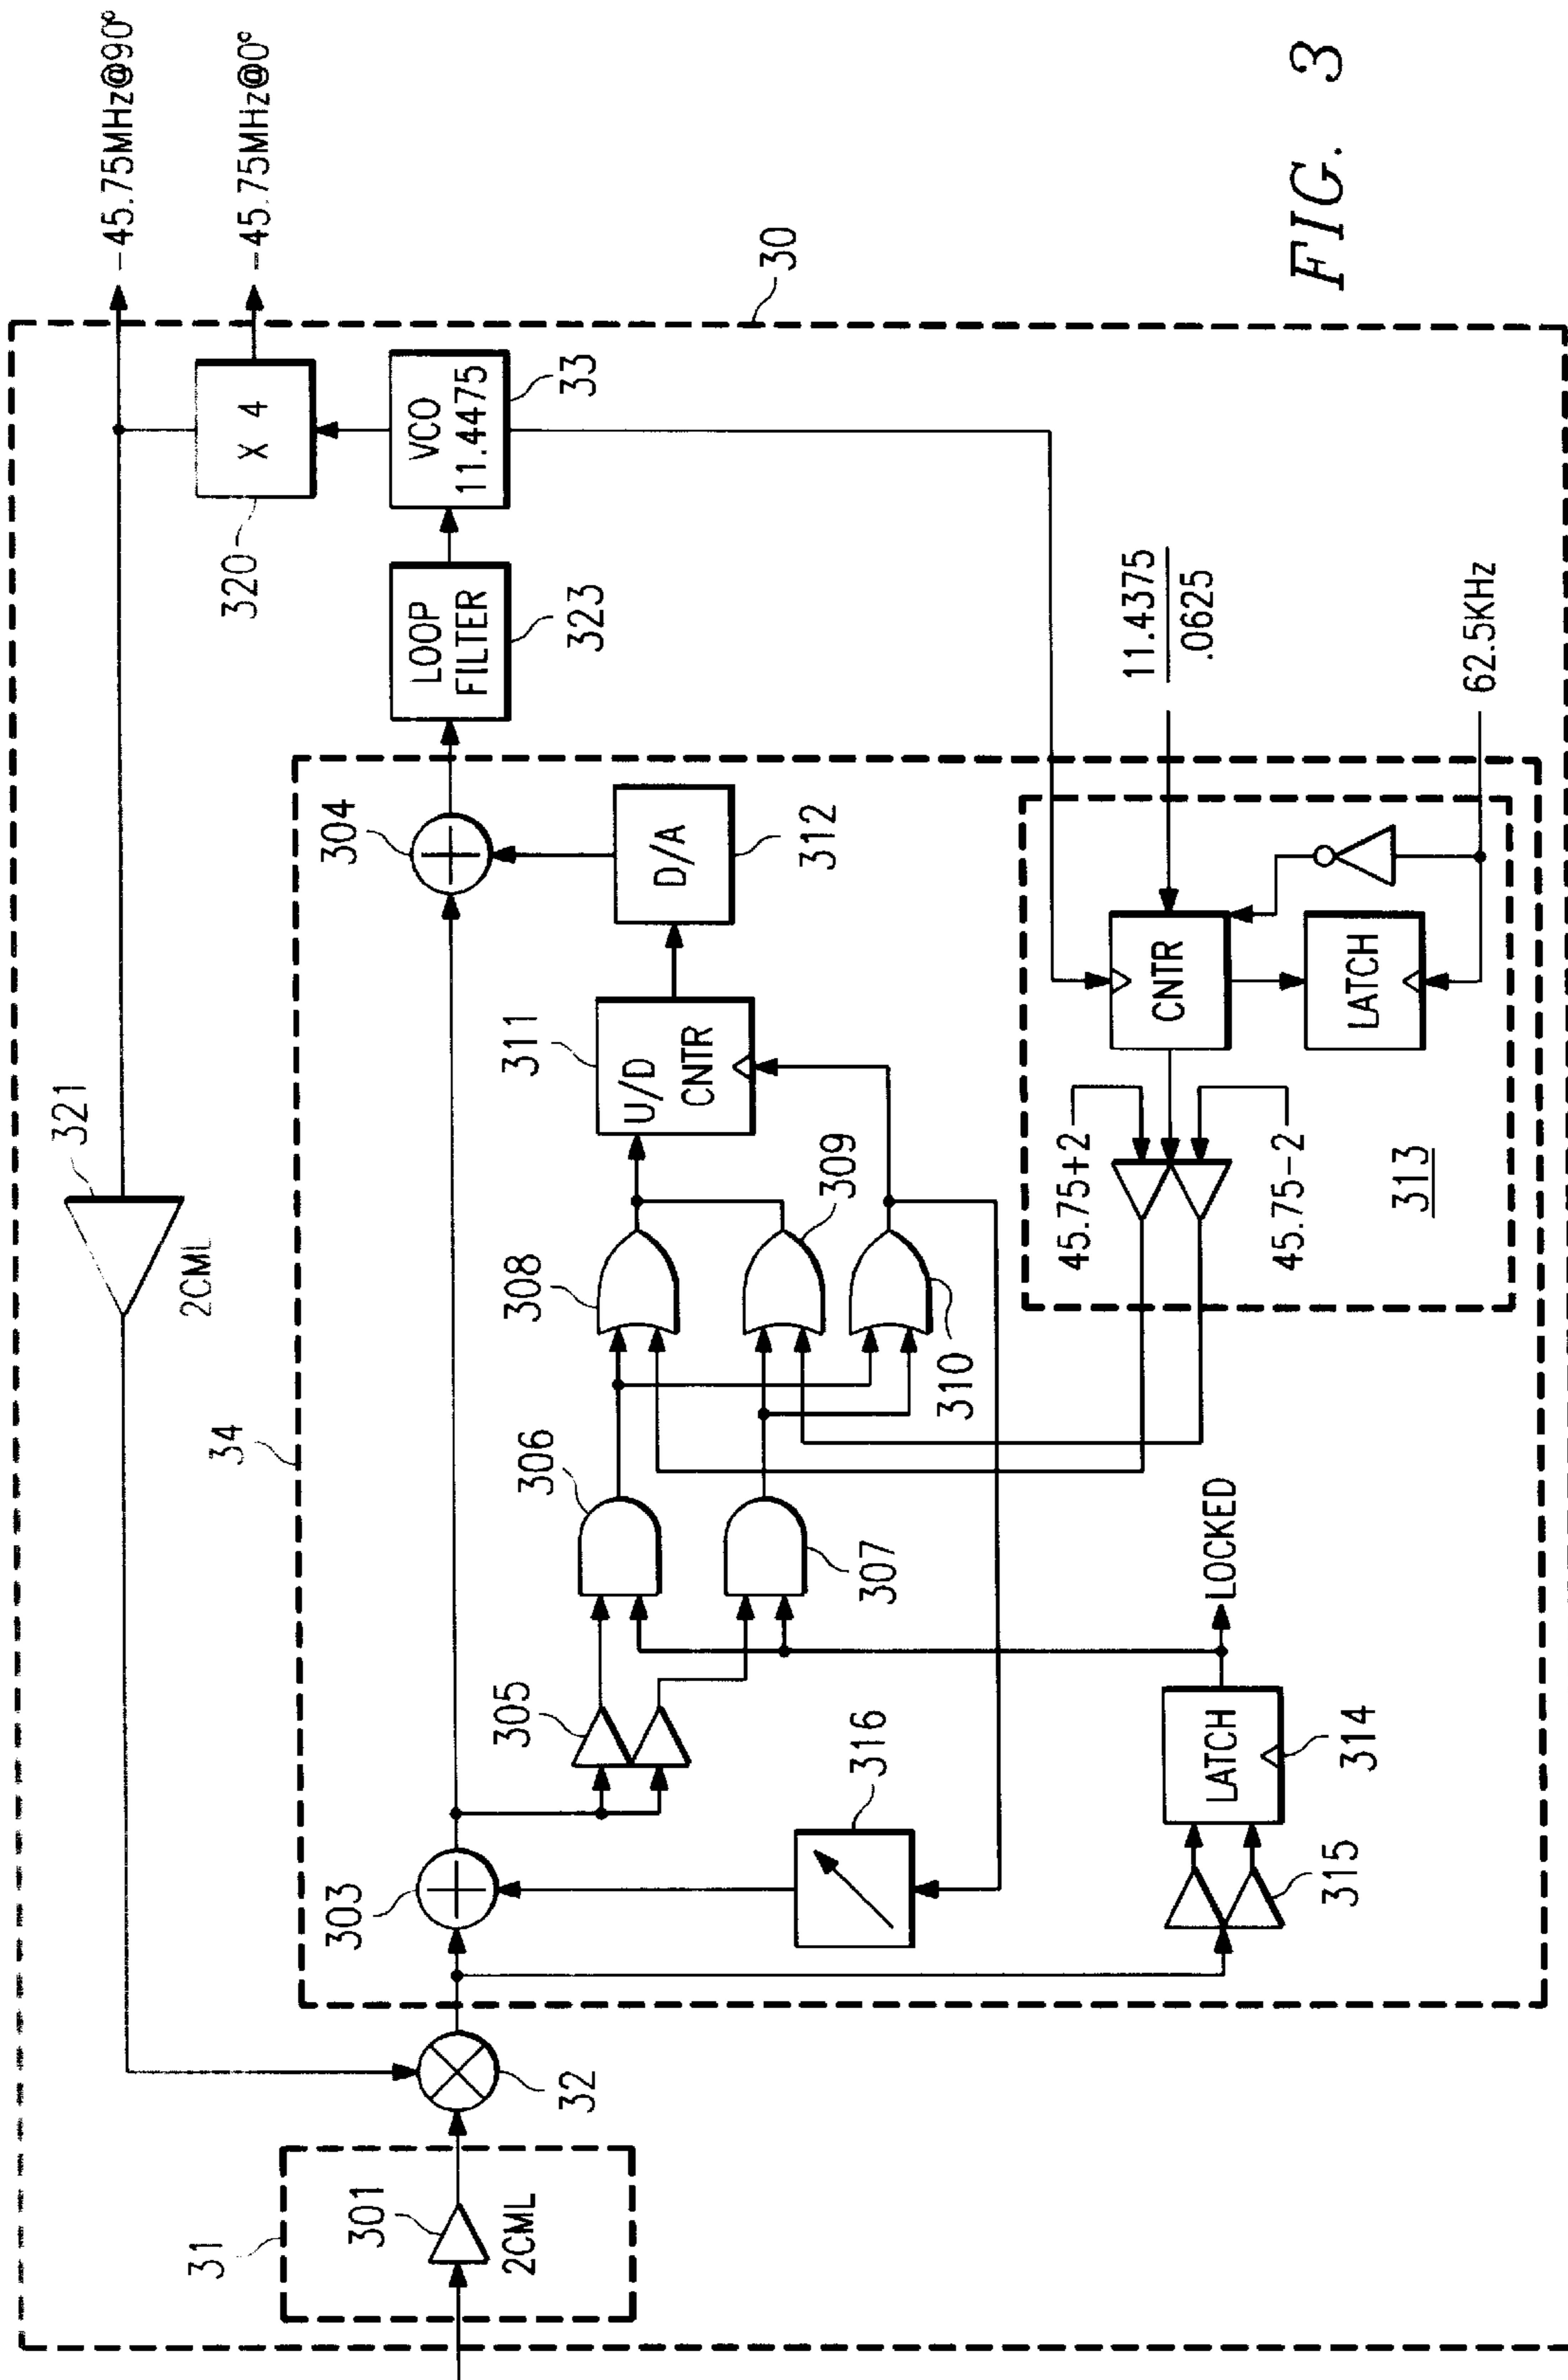 45.75MHz@90°
45.75MHz@0°
30
FIG. 3
X 4
320
VCO
11.4475
33
LOOP
FILTER
323
321
2CML
34
304
D/A
312
311
U/D
CNTR
308
309
310
306
307
305
303
316
LOCKED
LATCH
314
315
11.4375
.0625
62.5KHz
CNTR
LATCH
45.75+2
45.75-2
313
32
31
301
2CML